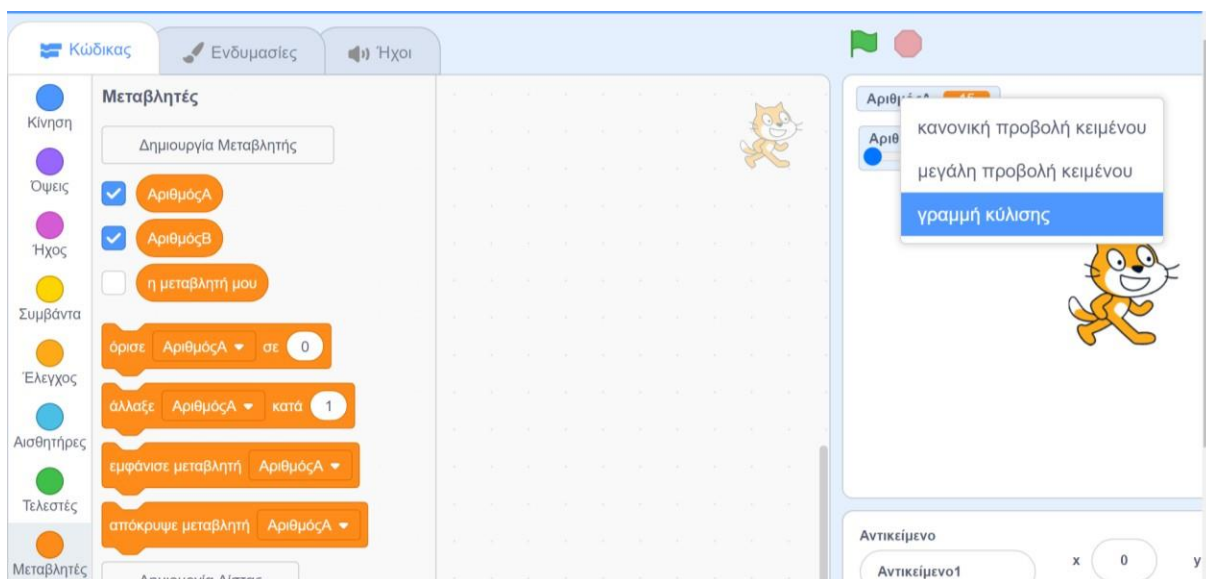 Κώδικας
Ενδυμασίες
Ήχοι
Κίνηση
Όψεις
Ήχος
Συμβάντα
Έλεγχος
Αισθητήρες
Τελεστές
Μεταβλητές
Μεταβλητές
Δημιουργία Μεταβλητής
ΑριθμόςΑ
ΑριθμόςΒ
η μεταβλητή μου
όρισε ΑριθμόςΑ σε 0
άλλαξε ΑριθμόςΑ κατά 1
εμφάνισε μεταβλητή ΑριθμόςΑ
απόκρυψε μεταβλητή ΑριθμόςΑ
κανονική προβολή κειμένου
μεγάλη προβολή κειμένου
γραμμή κύλισης
Αντικείμενο
Αντικείμενο1
x 0 y